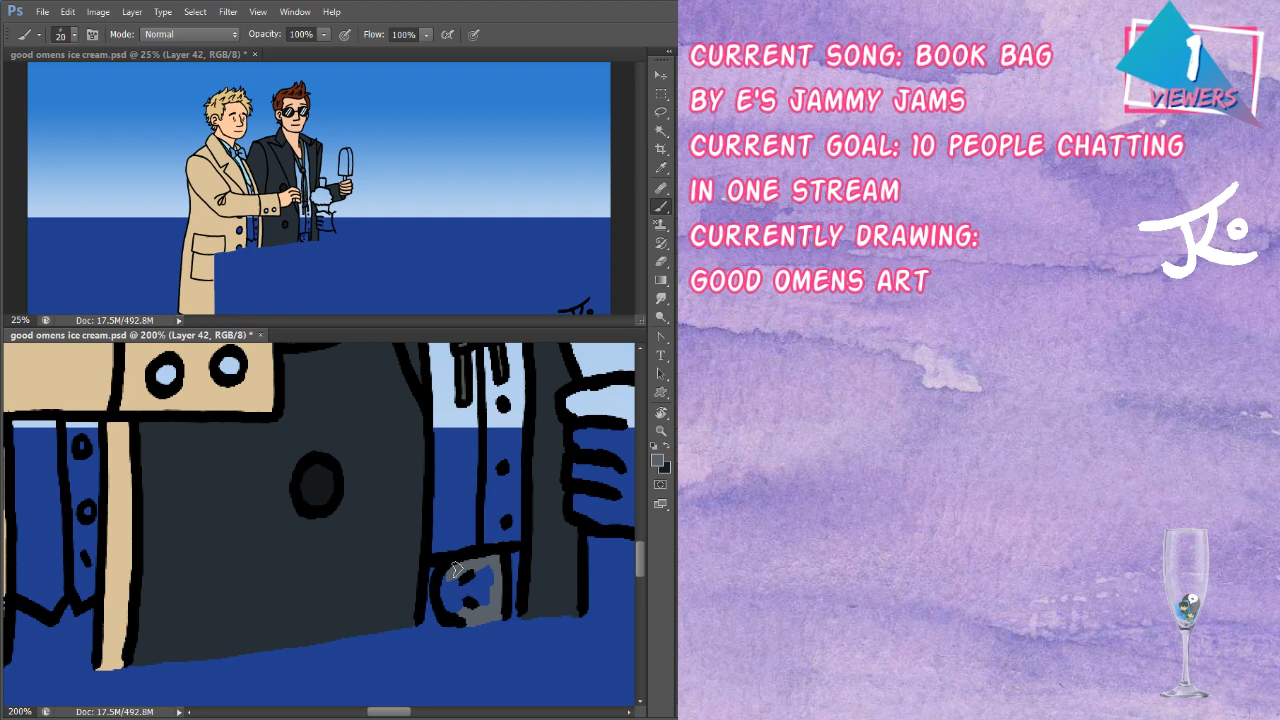 Ps File Edit Image Layer Type Select Filter View Window Help
20 Mode: Normal Opacity: 100% Flow: 100%
good omens ice cream.psd @ 25% (Layer 42, RGB/8) * ×
25% Doc: 17.5M/492.8M
good omens ice cream.psd @ 200% (Layer 42, RGB/8) * ×
200% Doc: 17.5M/492.8M
CURRENT SONG: BOOK BAG
BY E'S JAMMY JAMS
CURRENT GOAL: 10 PEOPLE CHATTING
IN ONE STREAM
CURRENTLY DRAWING:
GOOD OMENS ART
1
VIEWERS